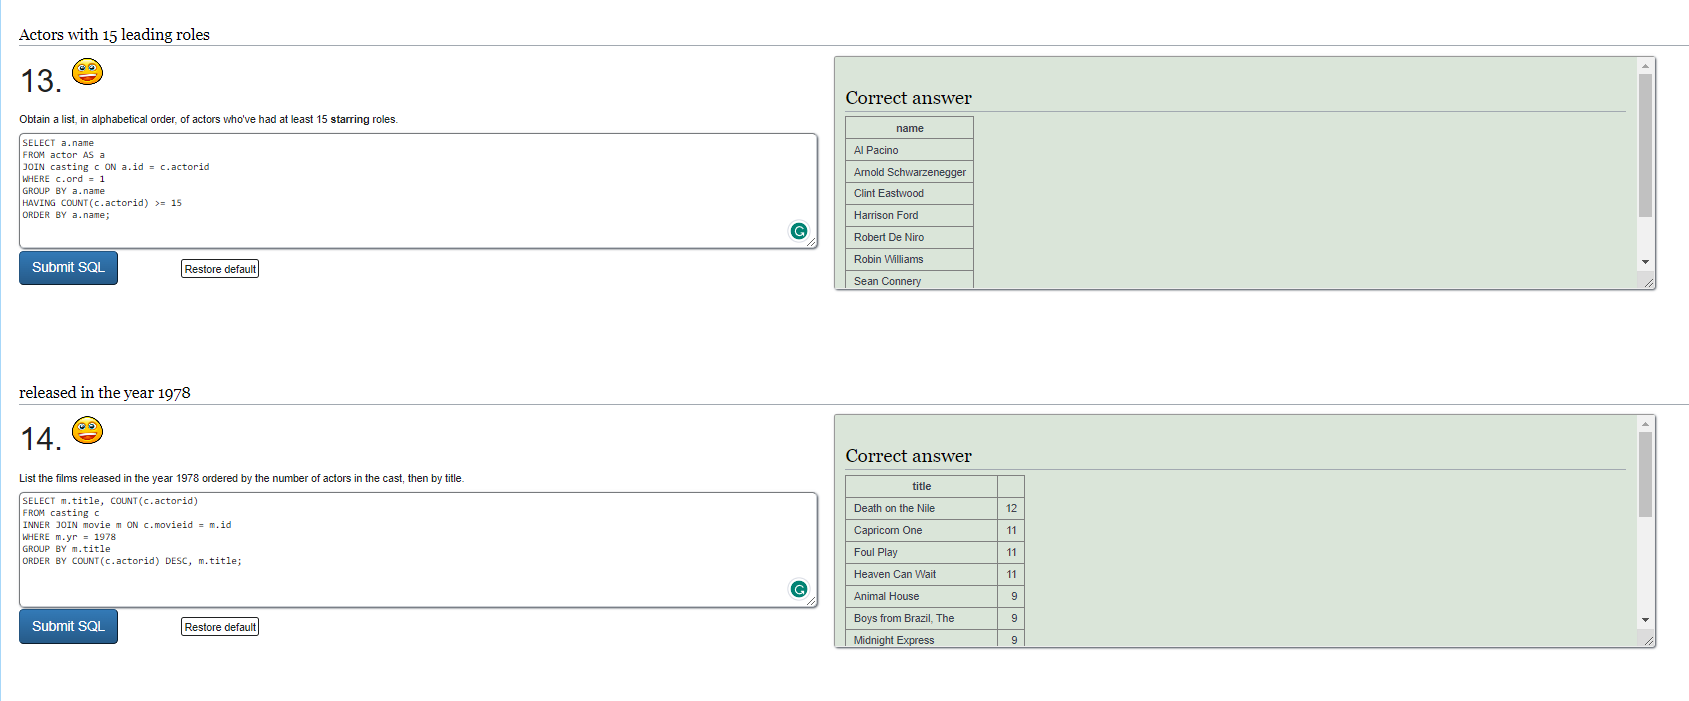 Actors with 15 leading roles
13.
Obtain a list, in alphabetical order, of actors who've had at least 15 starring roles.
SELECT a.name
FROM actor AS a
JOIN casting c ON a.id = c.actorid
WHERE c.ord = 1
GROUP BY a.name
HAVING COUNT(c.actorid) >= 15
ORDER BY a.name;
Submit SQL
Restore default
Correct answer
name
Al Pacino
Arnold Schwarzenegger
Clint Eastwood
Harrison Ford
Robert De Niro
Robin Williams
Sean Connery
released in the year 1978
14.
List the films released in the year 1978 ordered by the number of actors in the cast, then by title.
SELECT m.title, COUNT(c.actorid)
FROM casting c
INNER JOIN movie m ON c.movieid = m.id
WHERE m.yr = 1978
GROUP BY m.title
ORDER BY COUNT(c.actorid) DESC, m.title;
Submit SQL
Restore default
Correct answer
title
Death on the Nile 12
Capricorn One 11
Foul Play 11
Heaven Can Wait 11
Animal House 9
Boys from Brazil, The 9
Midnight Express 9